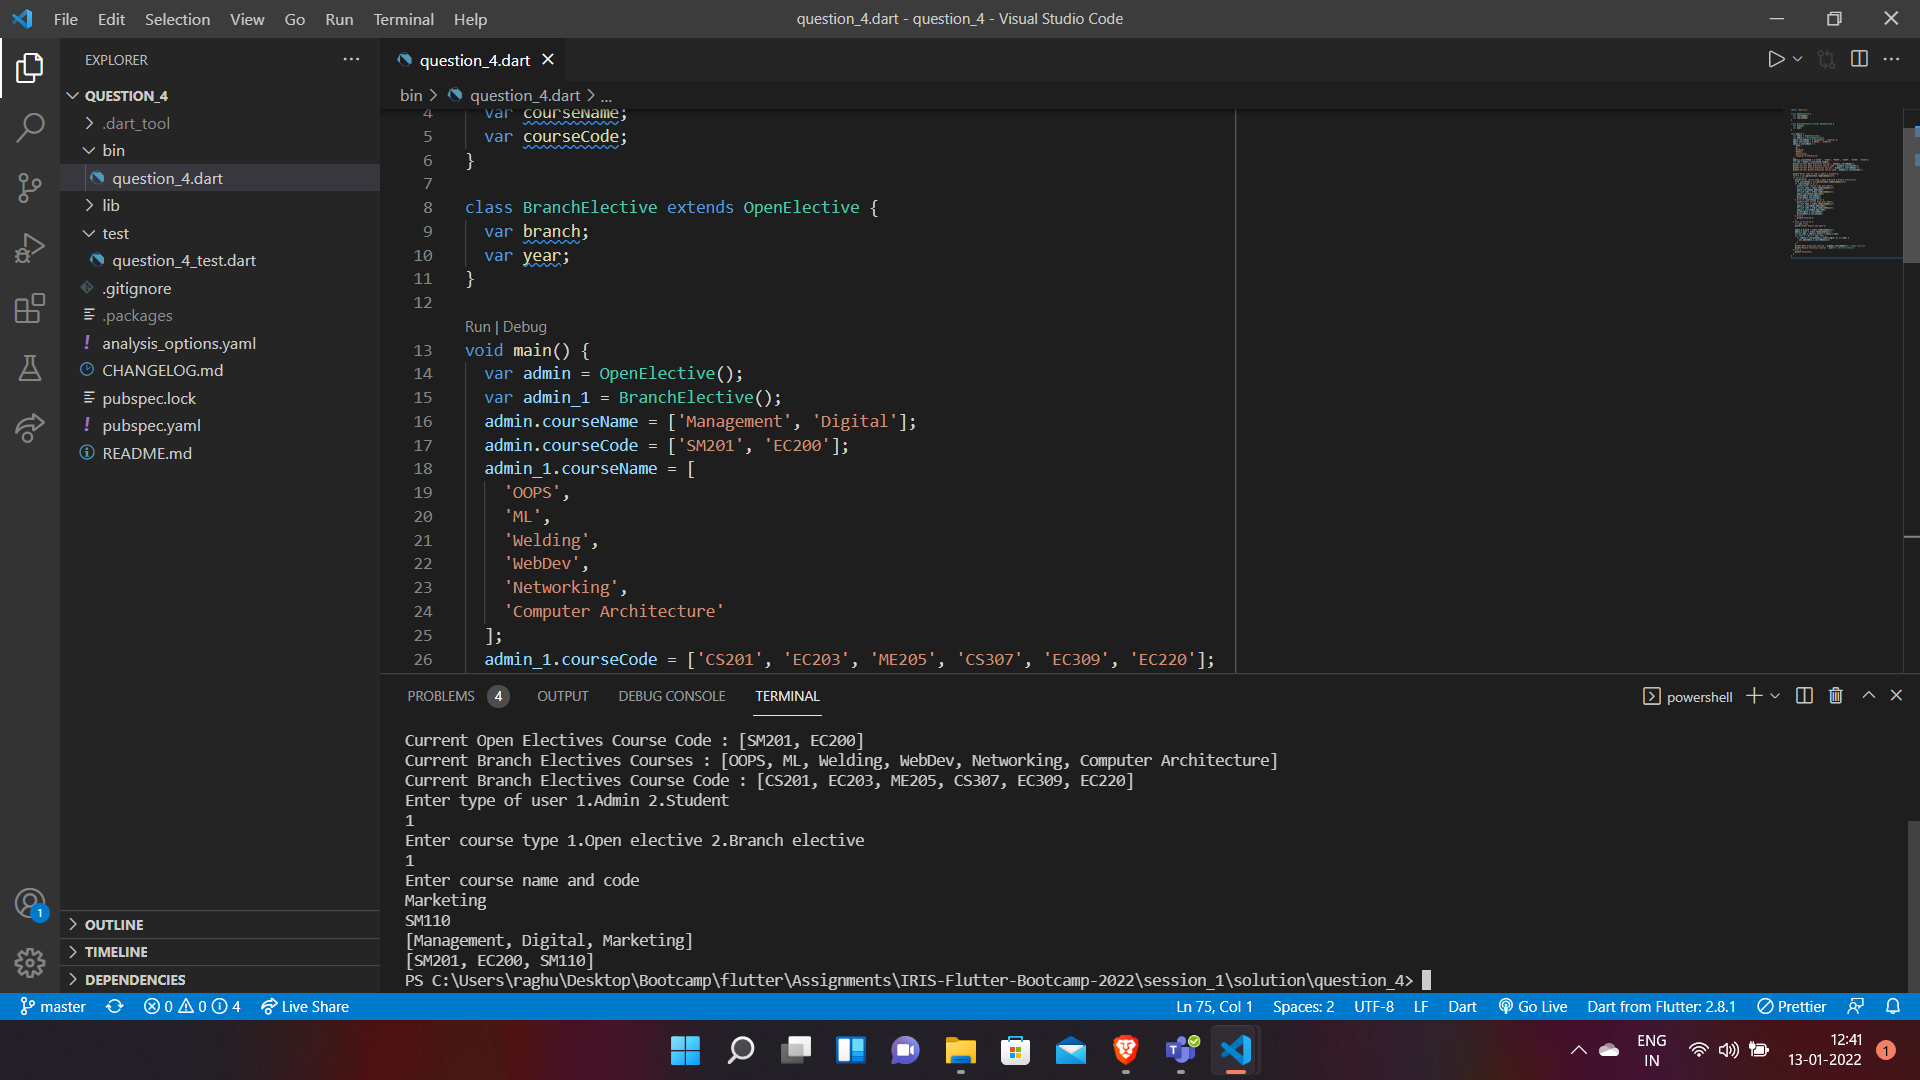 File Edit Selection View Go Run Terminal Help
question_4.dart - question_4 - Visual Studio Code
EXPLORER
QUESTION_4
.dart_tool
bin
question_4.dart
lib
test
question_4_test.dart
.gitignore
.packages
analysis_options.yaml
CHANGELOG.md
pubspec.lock
pubspec.yaml
README.md
OUTLINE
TIMELINE
DEPENDENCIES
1
question_4.dart
bin > question_4.dart > ...
4 var courseName;
5 var courseCode;
6 }
7
8 class BranchElective extends OpenElective {
9 var branch;
10 var year;
11 }
12
Run | Debug
13 void main() {
14 var admin = OpenElective();
15 var admin_1 = BranchElective();
16 admin.courseName = ['Management', 'Digital'];
17 admin.courseCode = ['SM201', 'EC200'];
18 admin_1.courseName = [
19 'OOPS',
20 'ML',
21 'Welding',
22 'WebDev',
23 'Networking',
24 'Computer Architecture'
25 ];
26 admin_1.courseCode = ['CS201', 'EC203', 'ME205', 'CS307', 'EC309', 'EC220'];
PROBLEMS 4 OUTPUT DEBUG CONSOLE TERMINAL
powershell
Current Open Electives Course Code : [SM201, EC200]
Current Branch Electives Courses : [OOPS, ML, Welding, WebDev, Networking, Computer Architecture]
Current Branch Electives Course Code : [CS201, EC203, ME205, CS307, EC309, EC220]
Enter type of user 1.Admin 2.Student
1
Enter course type 1.Open elective 2.Branch elective
1
Enter course name and code
Marketing
SM110
[Management, Digital, Marketing]
[SM201, EC200, SM110]
PS C:\Users\raghu\Desktop\Bootcamp\flutter\Assignments\IRIS-Flutter-Bootcamp-2022\session_1\solution\question_4>
master 0 0 4 Live Share
Ln 75, Col 1 Spaces: 2 UTF-8 LF Dart Go Live Dart from Flutter: 2.8.1 Prettier
ENG
IN
12:41
13-01-2022
1